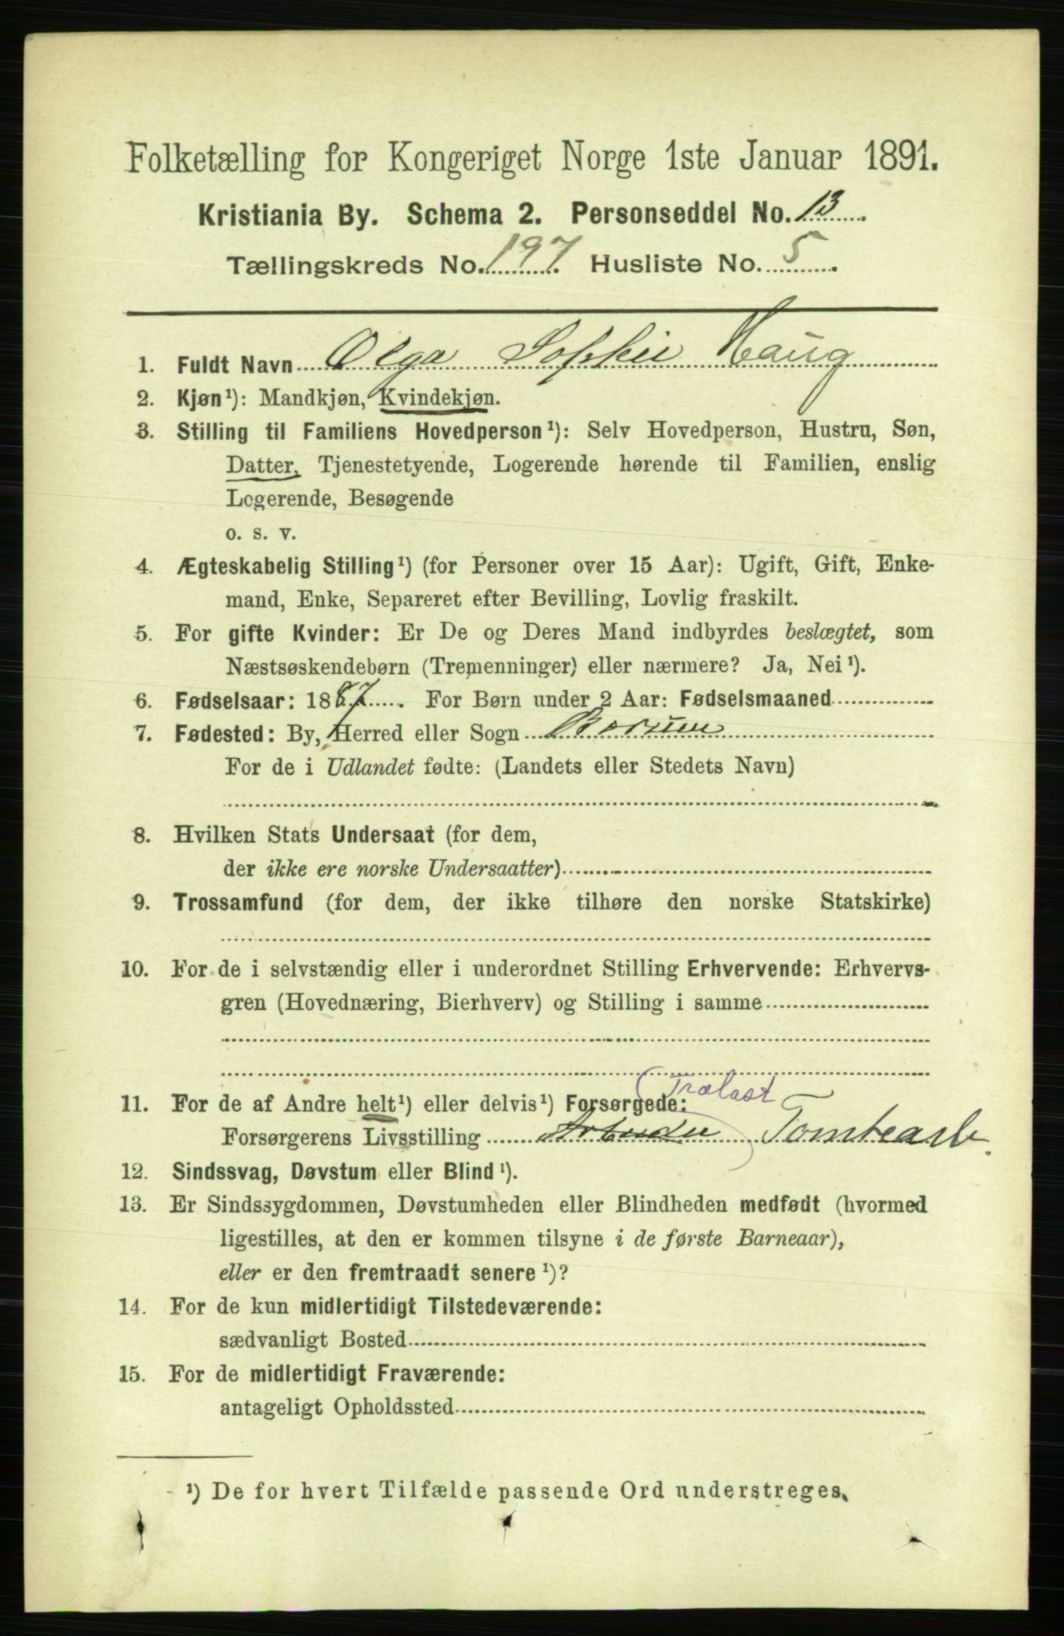 Folketælling for Kongeriget Norge 1ste Januar 1891.
Kristiania By. Schema 2. Personseddel No. 13.
Tællingskreds No. 197. Husliste No. 5.
1. Fuldt Navn Olga Sophie Haug
2. Kjøn¹): Mandkjøn, Kvindekjøn.
3. Stilling til Familiens Hovedperson¹): Selv Hovedperson, Hustru, Søn,
Datter, Tjenestetyende, Logerende hørende til Familien, enslig
Logerende, Besøgende
o. s. v.
4. Ægteskabelig Stilling¹) (for Personer over 15 Aar): Ugift, Gift, Enke-
mand, Enke, Separeret efter Bevilling, Lovlig fraskilt.
5. For gifte Kvinder: Er De og Deres Mand indbyrdes beslægtet, som
Næstsøskendebørn (Tremenninger) eller nærmere? Ja, Nei¹).
6. Fødselsaar: 1887. For Børn under 2 Aar: Fødselsmaaned
7. Fødested: By, Herred eller Sogn Bærum
For de i Udlandet fødte: (Landets eller Stedets Navn)
8. Hvilken Stats Undersaat (for dem,
der ikke ere norske Undersaatter)
9. Trossamfund (for dem, der ikke tilhøre den norske Statskirke)
10. For de i selvstændig eller i underordnet Stilling Erhvervende: Erhvervs-
gren (Hovednæring, Bierhverv) og Stilling i samme
(Trælast
11. For de af Andre helt¹) eller delvis¹) Forsørgede:
Forsørgerens Livsstilling Arbeider) Tomtearb.
12. Sindssvag, Døvstum eller Blind¹).
13. Er Sindssygdommen, Døvstumheden eller Blindheden medfødt (hvormed
ligestilles, at den er kommen tilsyne i de første Barneaar),
eller er den fremtraadt senere¹)?
14. For de kun midlertidigt Tilstedeværende:
sædvanligt Bosted
15. For de midlertidigt Fraværende:
antageligt Opholdssted
¹) De for hvert Tilfælde passende Ord understreges.